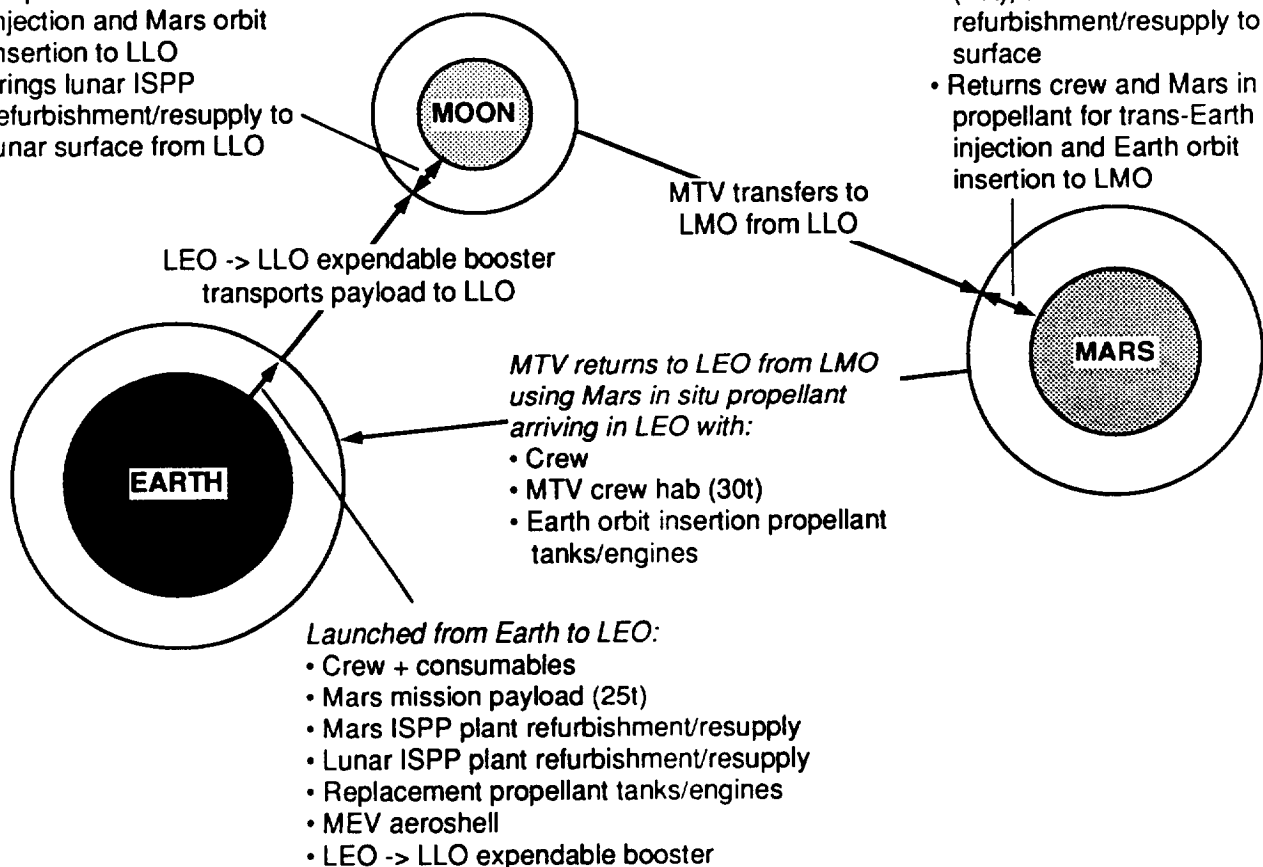 njection and Mars orbit
nsertion to LLO
rings lunar ISPP
efurbishment/resupply to
unar surface from LLO
MOON
refurbishment/resupply to
surface
• Returns crew and Mars in
propellant for trans-Earth
injection and Earth orbit
insertion to LMO
MTV transfers to
LMO from LLO
LEO -> LLO expendable booster
transports payload to LLO
MARS
MTV returns to LEO from LMO
using Mars in situ propellant
arriving in LEO with:
• Crew
• MTV crew hab (30t)
• Earth orbit insertion propellant
tanks/engines
EARTH
Launched from Earth to LEO:
• Crew + consumables
• Mars mission payload (25t)
• Mars ISPP plant refurbishment/resupply
• Lunar ISPP plant refurbishment/resupply
• Replacement propellant tanks/engines
• MEV aeroshell
• LEO -> LLO expendable booster